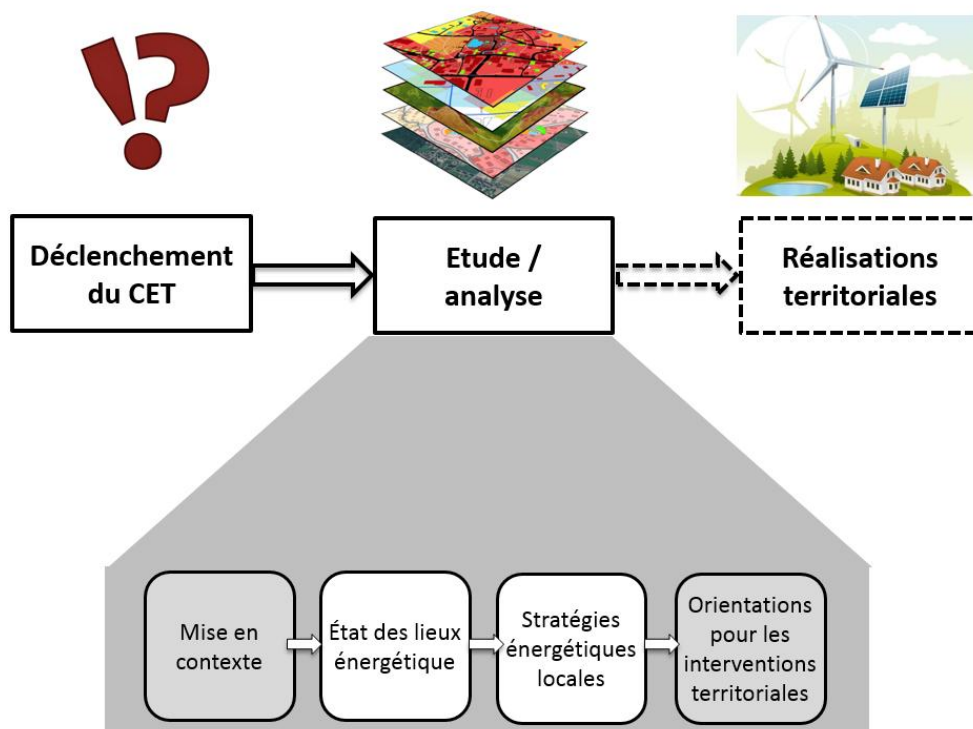 !?
Déclenchement
du CET
Etude /
analyse
Réalisations
territoriales
Mise en
contexte
État des lieux
énergétique
Stratégies
énergétiques
locales
Orientations
pour les
interventions
territoriales